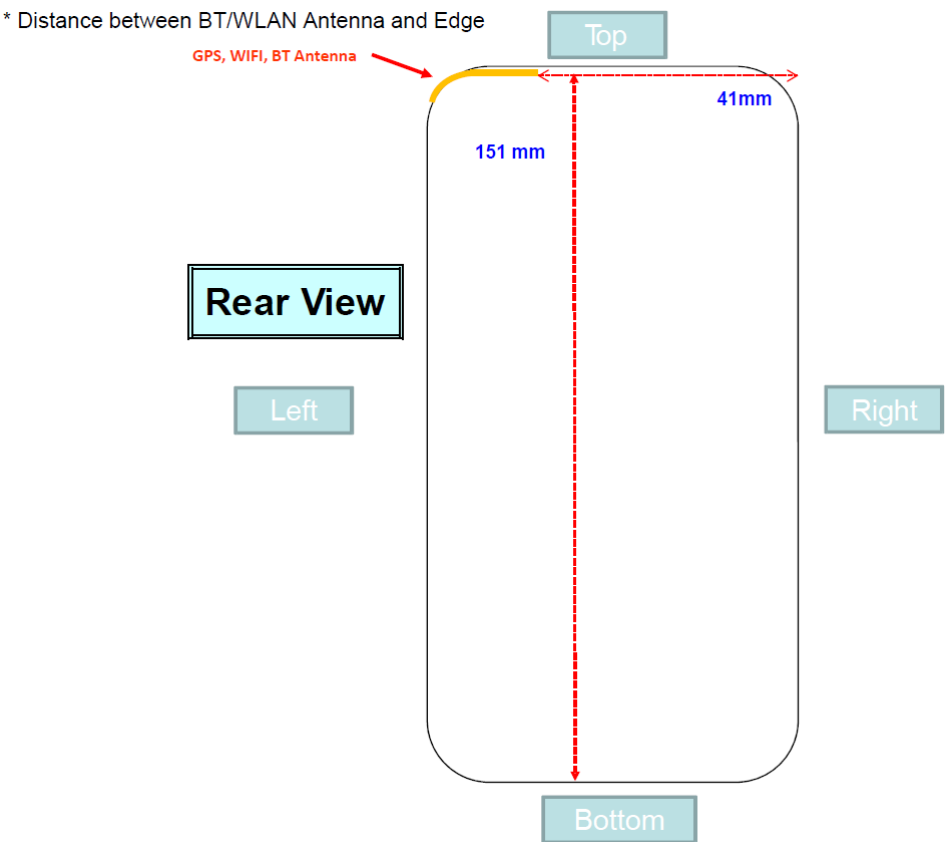 * Distance between BT/WLAN Antenna and Edge
Top
GPS, WIFI, BT Antenna
41mm
151 mm
Rear View
Left
Right
Bottom